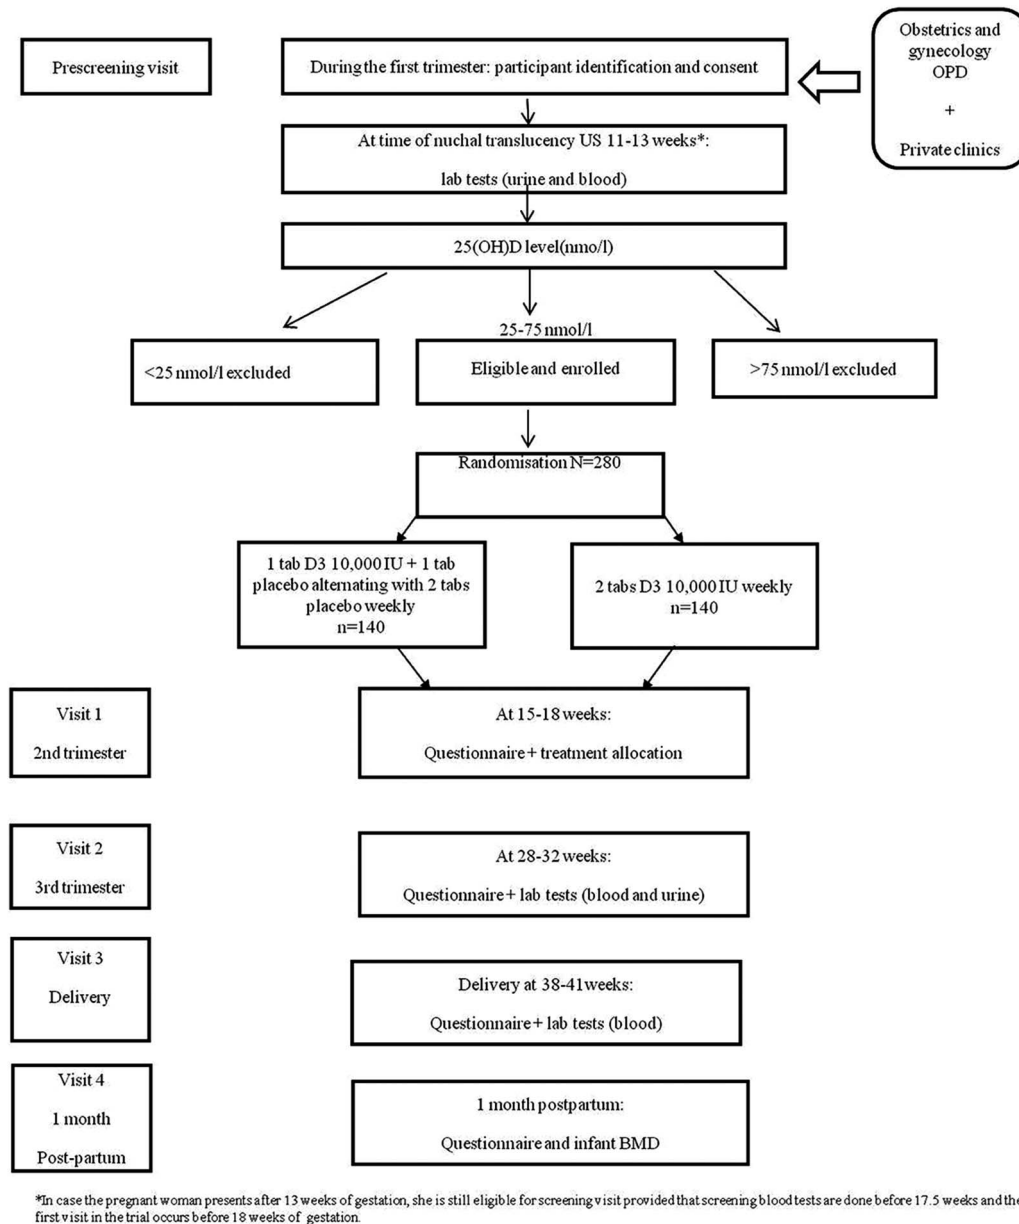 Obstetrics and
gynecology
OPD
+
Private clinics
Prescreening visit
During the first trimester: participant identification and consent
At time of nuchal translucency US 11-13 weeks*:
lab tests (urine and blood)
25(OH)D level(nmo/l)
25-75 nmol/l
<25 nmol/l excluded
Eligible and enrolled
>75 nmol/l excluded
Randomisation N=280
1 tab D3 10,000 IU + 1 tab
placebo alternating with 2 tabs
placebo weekly
n=140
2 tabs D3 10,000 IU weekly
n=140
Visit 1
2nd trimester
At 15-18 weeks:
Questionnaire + treatment allocation
Visit 2
3rd trimester
At 28-32 weeks:
Questionnaire + lab tests (blood and urine)
Visit 3
Delivery
Delivery at 38-41weeks:
Questionnaire + lab tests (blood)
Visit 4
1 month
Post-partum
1 month postpartum:
Questionnaire and infant BMD
*In case the pregnant woman presents after 13 weeks of gestation, she is still eligible for screening visit provided that screening blood tests are done before 17.5 weeks and the
first visit in the trial occurs before 18 weeks of gestation.